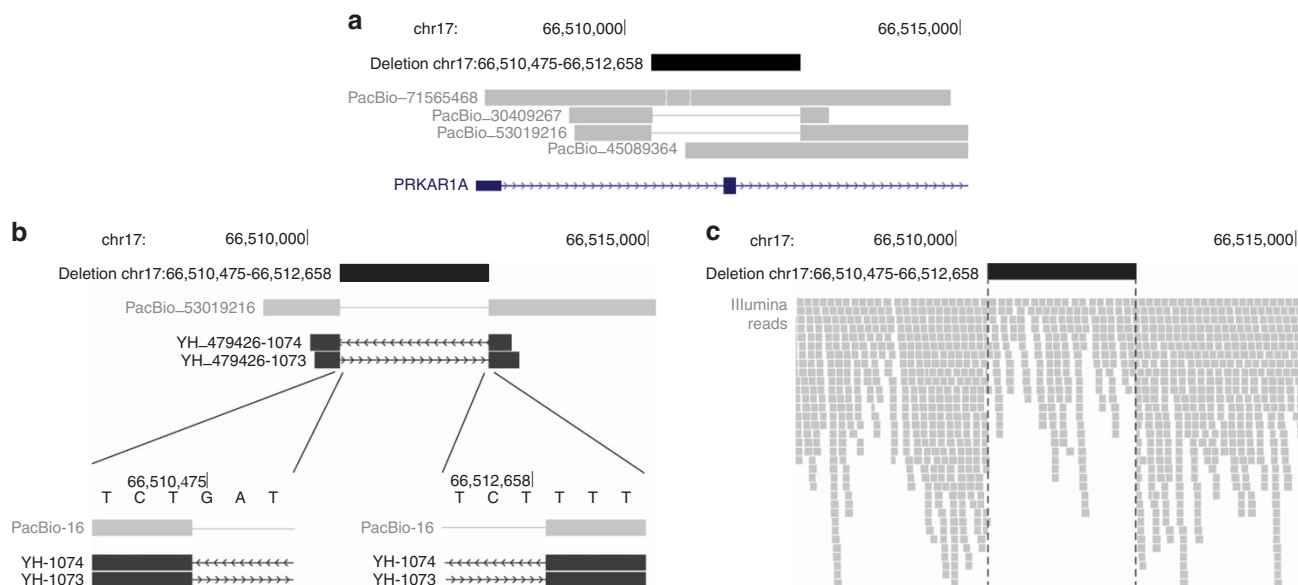 a
chr17: 66,510,000 66,515,000
Deletion chr17:66,510,475-66,512,658
PacBio–71565468
PacBio_30409267
PacBio_53019216
PacBio_45089364
PRKAR1A
b
chr17: 66,510,000 66,515,000
Deletion chr17:66,510,475-66,512,658
PacBio_53019216
YH_479426-1074
YH_479426-1073
66,510,475 66,512,658
T C T G A T T C T T T T
PacBio-16 PacBio-16
YH-1074 YH-1074
YH-1073 YH-1073
c
chr17: 66,510,000 66,515,000
Deletion chr17:66,510,475-66,512,658
Illumina
reads